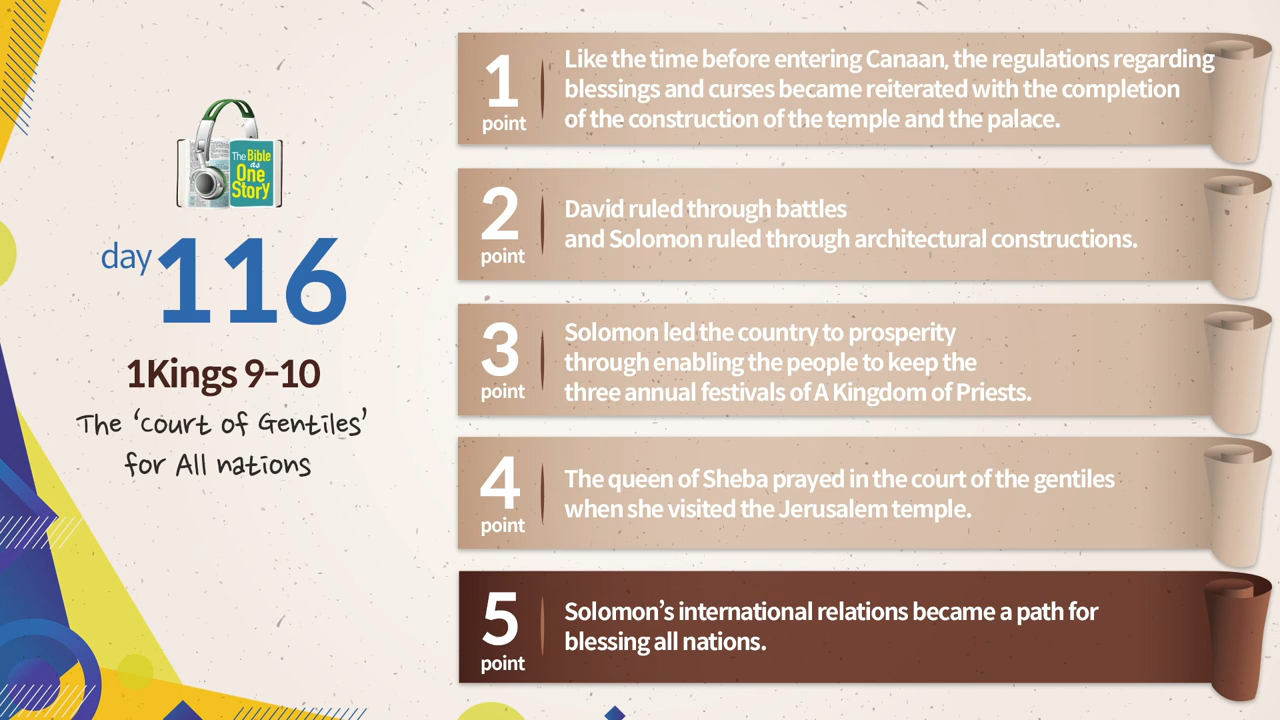 The Bible
as
One
Story
day 116
1Kings 9-10
The ‘court of Gentiles’
for All nations
1
point
Like the time before entering Canaan, the regulations regarding
blessings and curses became reiterated with the completion
of the construction of the temple and the palace.
2
point
David ruled through battles
and Solomon ruled through architectural constructions.
3
point
Solomon led the country to prosperity
through enabling the people to keep the
three annual festivals of A Kingdom of Priests.
4
point
The queen of Sheba prayed in the court of the gentiles
when she visited the Jerusalem temple.
5
point
Solomon’s international relations became a path for
blessing all nations.